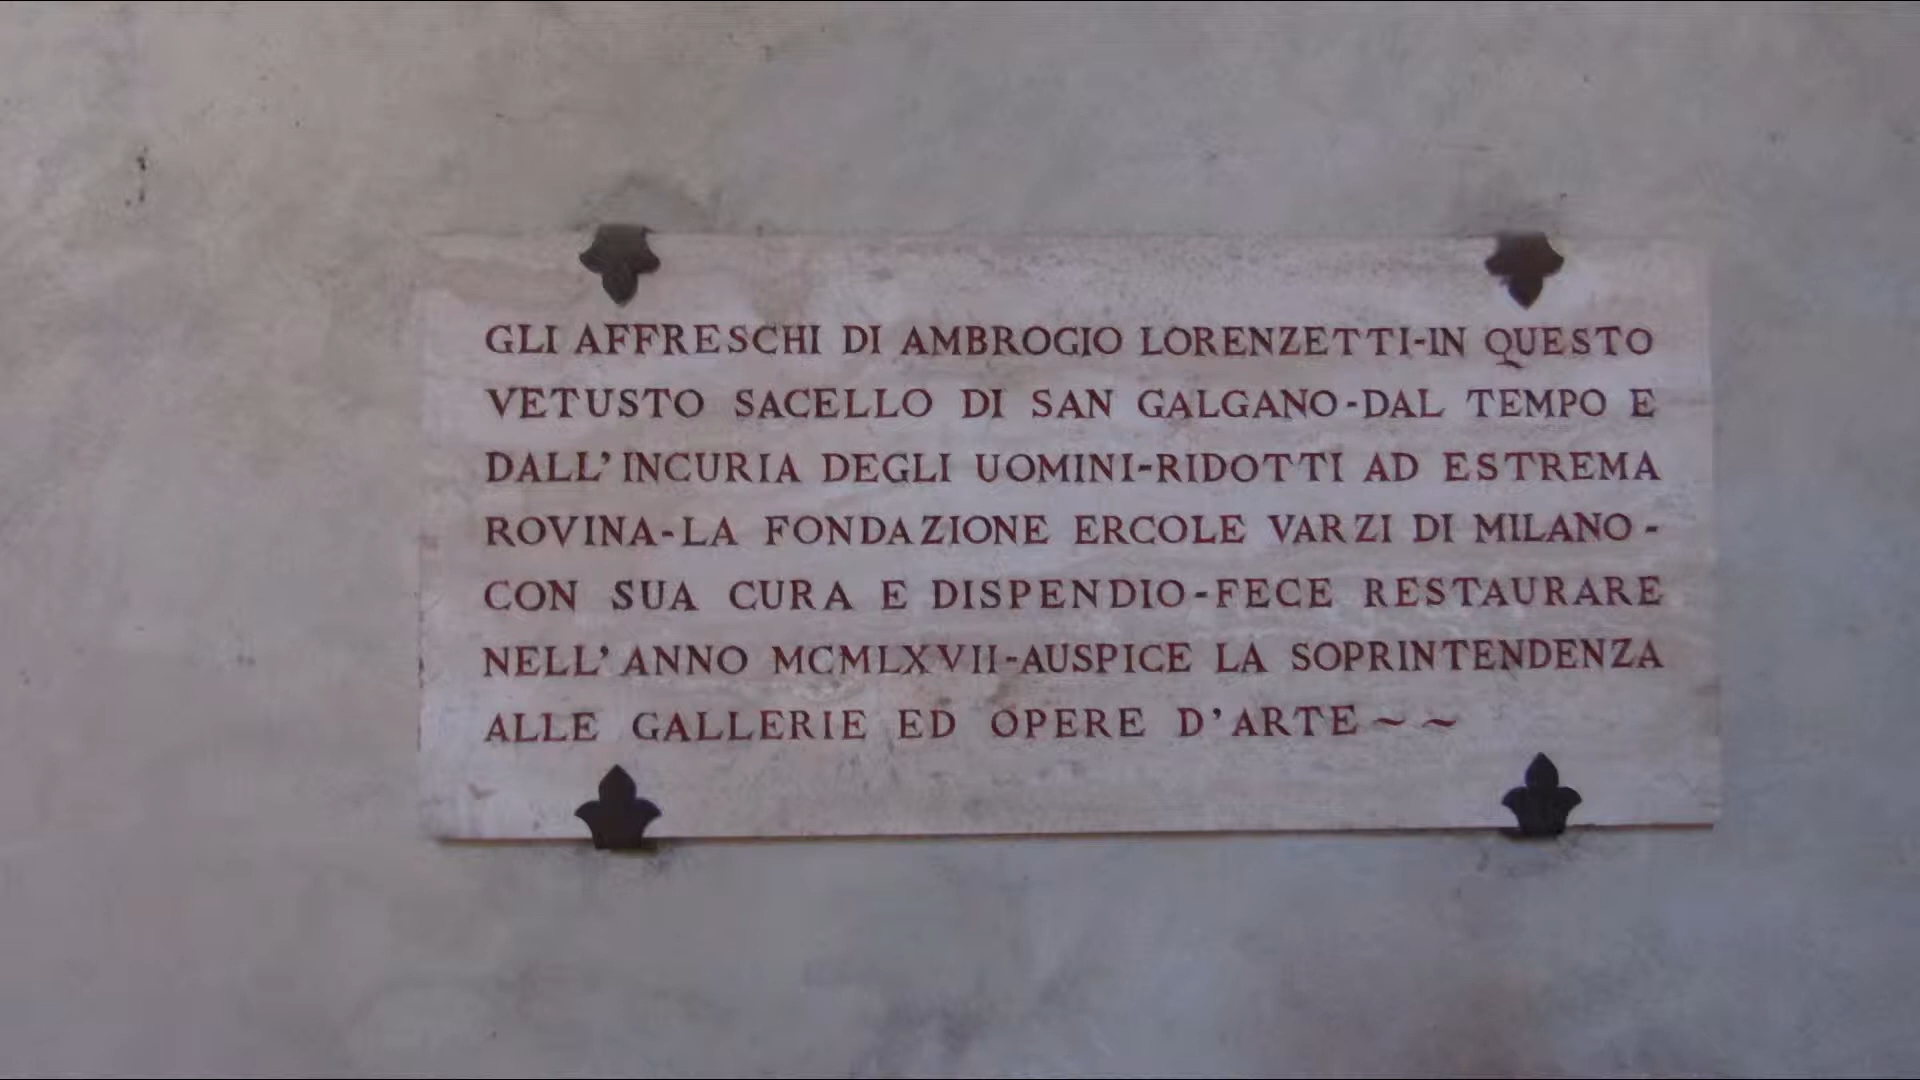 GLI AFFRESCHI DI AMBROGIO LORENZETTI-IN QUESTO
VETUSTO SACELLO DI SAN GALGANO-DAL TEMPO E
DALL'INCURIA DEGLI UOMINI-RIDOTTI AD ESTREMA
ROVINA-LA FONDAZIONE ERCOLE VARZI DI MILANO-
CON SUA CURA E DISPENDIO-FECE RESTAURARE
NELL'ANNO MCMLXVII-AUSPICE LA SOPRINTENDENZA
ALLE GALLERIE ED OPERE D'ARTE~~